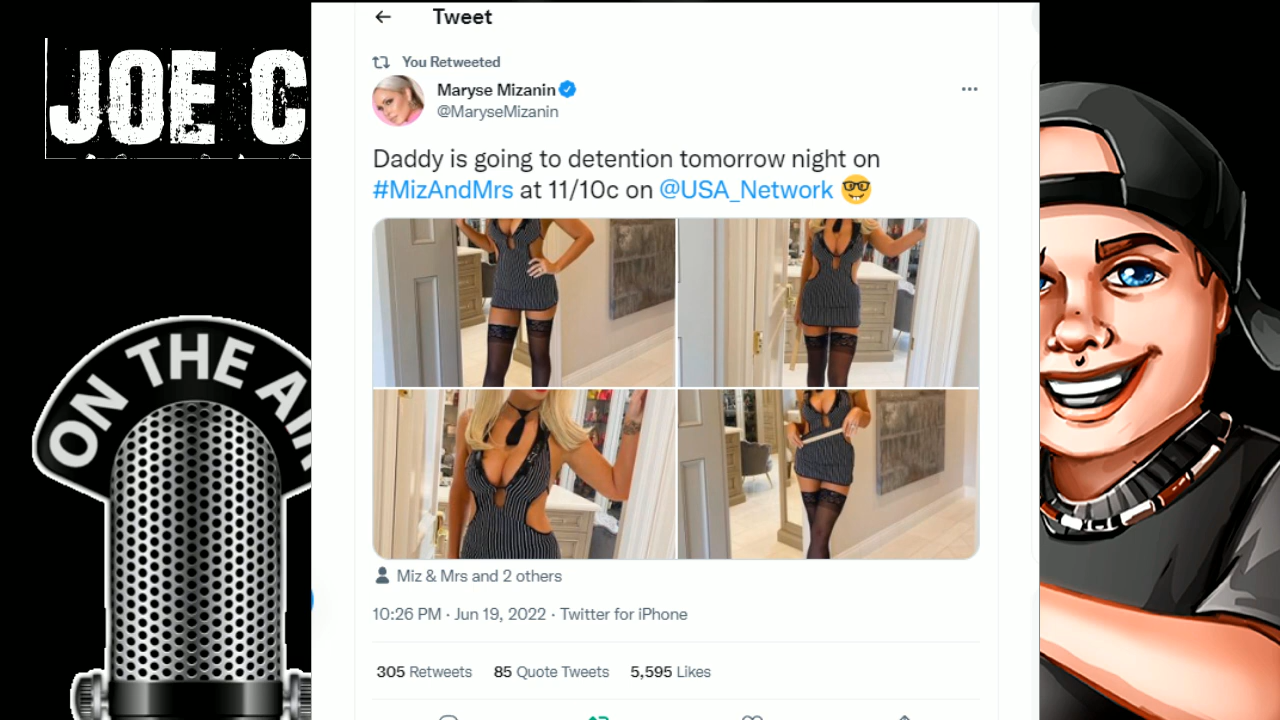 JOE C
ON THE AI
Tweet
You Retweeted
Maryse Mizanin
@MaryseMizanin
Daddy is going to detention tomorrow night on
#MizAndMrs at 11/10c on @USA_Network 🤓
Miz & Mrs and 2 others
10:26 PM · Jun 19, 2022 · Twitter for iPhone
305 Retweets 85 Quote Tweets 5,595 Likes